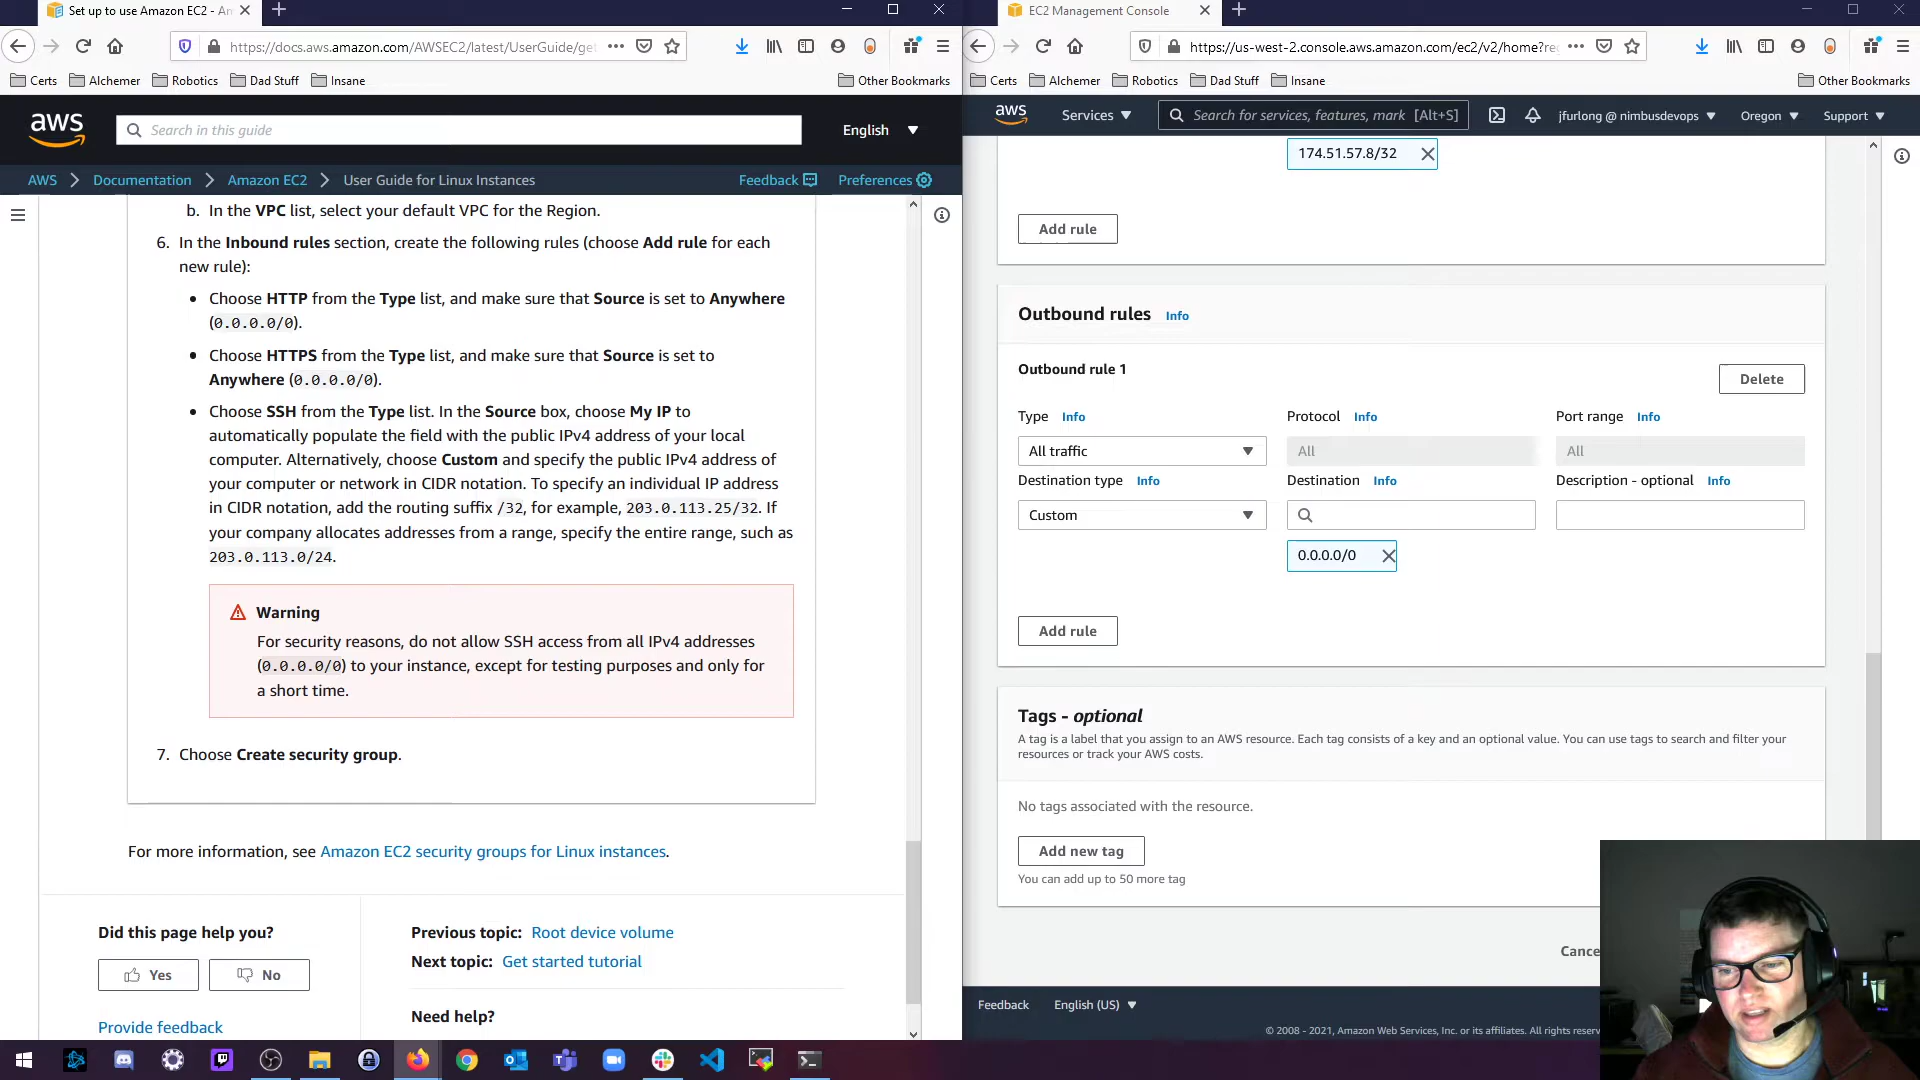 Set up to use Amazon EC2 - An
https://docs.aws.amazon.com/AWSEC2/latest/UserGuide/get
Certs
Alchemer
Robotics
Dad Stuff
Insane
Other Bookmarks
aws
Search in this guide
English
AWS
Documentation
Amazon EC2
User Guide for Linux Instances
Feedback
Preferences
b. In the VPC list, select your default VPC for the Region.
6. In the Inbound rules section, create the following rules (choose Add rule for each
new rule):
Choose HTTP from the Type list, and make sure that Source is set to Anywhere
(0.0.0.0/0).
Choose HTTPS from the Type list, and make sure that Source is set to
Anywhere (0.0.0.0/0).
Choose SSH from the Type list. In the Source box, choose My IP to
automatically populate the field with the public IPv4 address of your local
computer. Alternatively, choose Custom and specify the public IPv4 address of
your computer or network in CIDR notation. To specify an individual IP address
in CIDR notation, add the routing suffix /32, for example, 203.0.113.25/32. If
your company allocates addresses from a range, specify the entire range, such as
203.0.113.0/24.
Warning
For security reasons, do not allow SSH access from all IPv4 addresses
(0.0.0.0/0) to your instance, except for testing purposes and only for
a short time.
7. Choose Create security group.
For more information, see Amazon EC2 security groups for Linux instances.
Did this page help you?
Yes
No
Provide feedback
Previous topic: Root device volume
Next topic: Get started tutorial
Need help?
EC2 Management Console
https://us-west-2.console.aws.amazon.com/ec2/v2/home?re
Certs
Alchemer
Robotics
Dad Stuff
Insane
Other Bookmarks
aws
Services
Search for services, features, mark [Alt+S]
jfurlong @ nimbusdevops
Oregon
Support
174.51.57.8/32
Add rule
Outbound rules Info
Outbound rule 1
Delete
Type Info
Protocol Info
Port range Info
All traffic
All
All
Destination type Info
Destination Info
Description - optional Info
Custom
0.0.0.0/0
Add rule
Tags - optional
A tag is a label that you assign to an AWS resource. Each tag consists of a key and an optional value. You can use tags to search and filter your
resources or track your AWS costs.
No tags associated with the resource.
Add new tag
You can add up to 50 more tag
Cance
Feedback
English (US)
© 2008 - 2021, Amazon Web Services, Inc. or its affiliates. All rights reserv